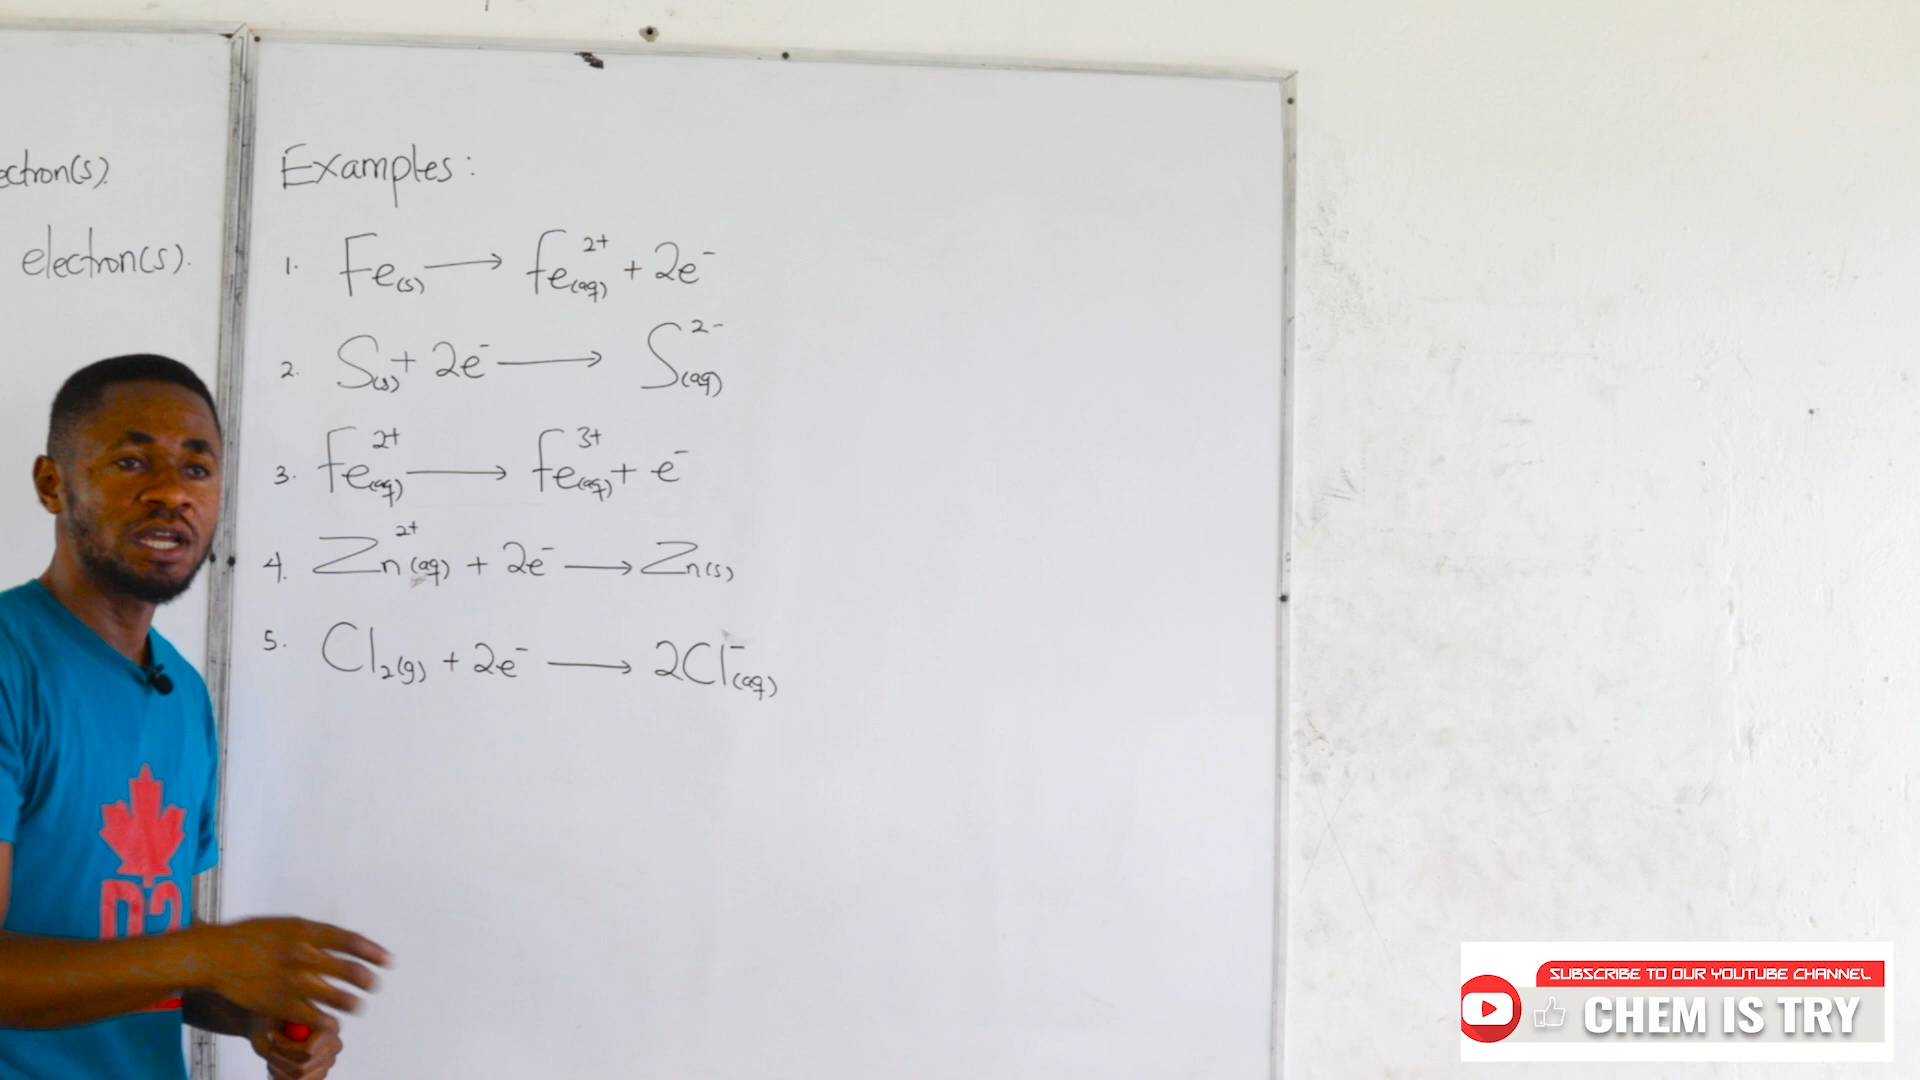 ectron(s).
electron(s).
Examples:
1. Fe(s) ⟶ Fe²⁺(aq) + 2e⁻
2. S(s) + 2e⁻ ⟶ S²⁻(aq)
3. Fe²⁺(aq) ⟶ Fe³⁺(aq) + e⁻
4. Zn²⁺(aq) + 2e⁻ ⟶ Zn(s)
5. Cl₂(g) + 2e⁻ ⟶ 2Cl⁻(aq)
SUBSCRIBE TO OUR YOUTUBE CHANNEL
CHEM IS TRY